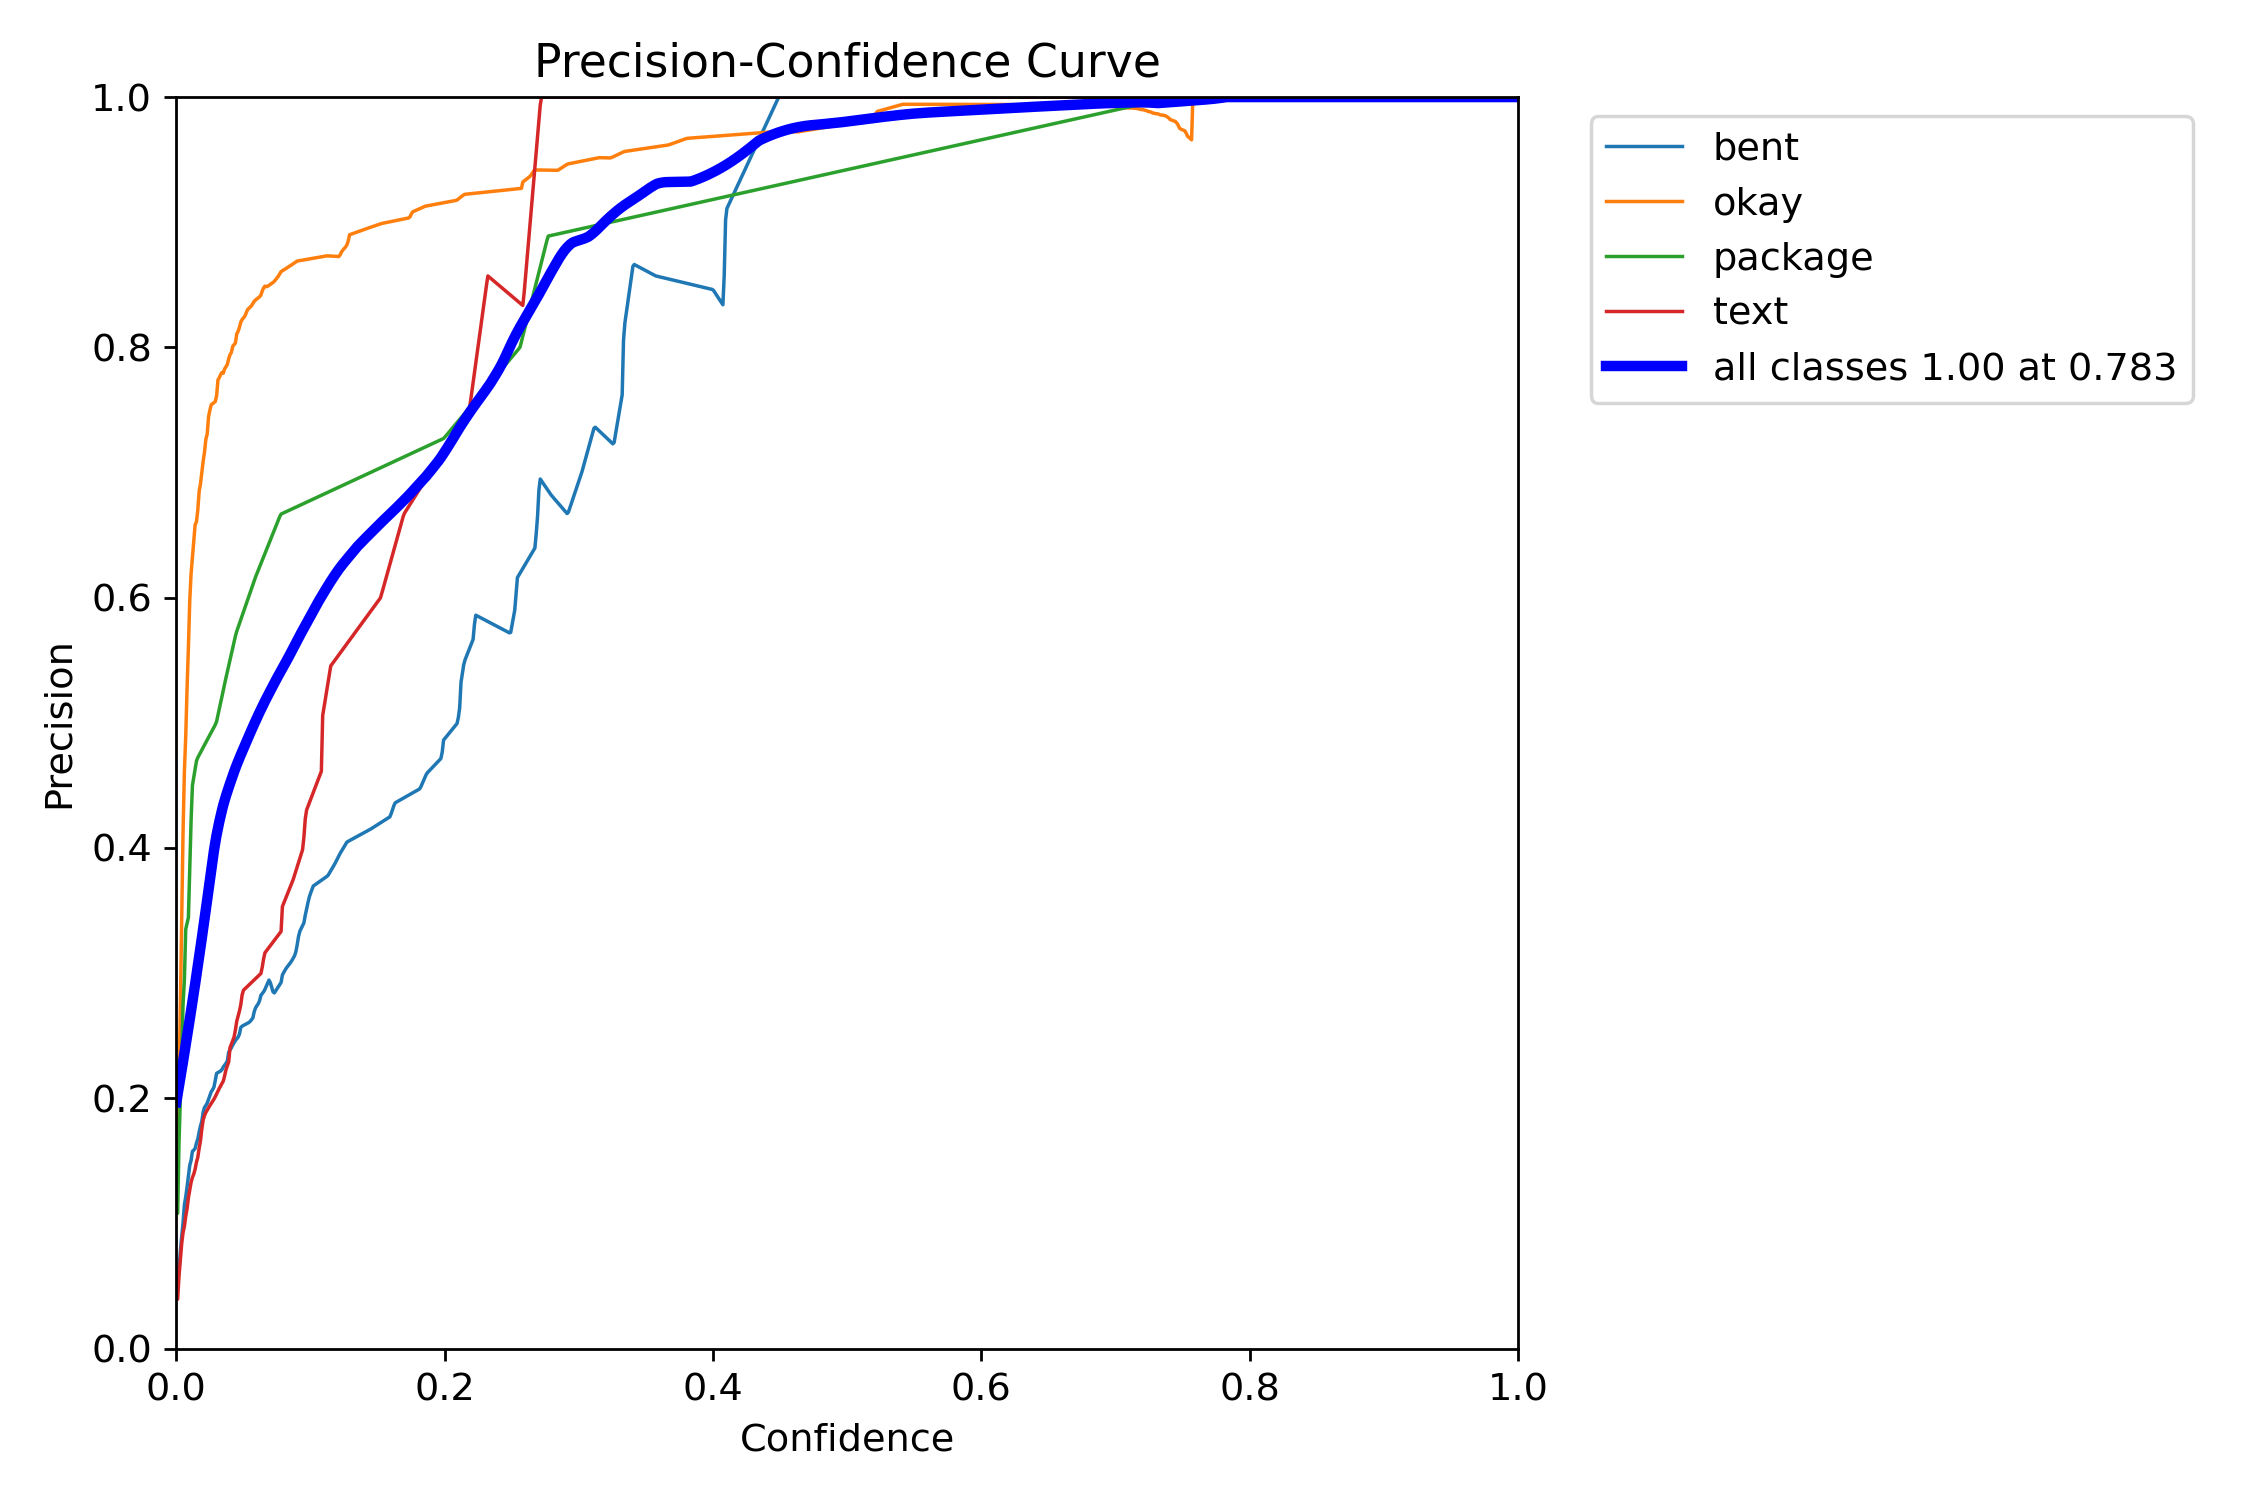 Precision-Confidence Curve
1.0
0.8
0.6
0.4
0.2
0.0
Precision
0.0 0.2 0.4 0.6 0.8 1.0
Confidence
bent
okay
package
text
all classes 1.00 at 0.783